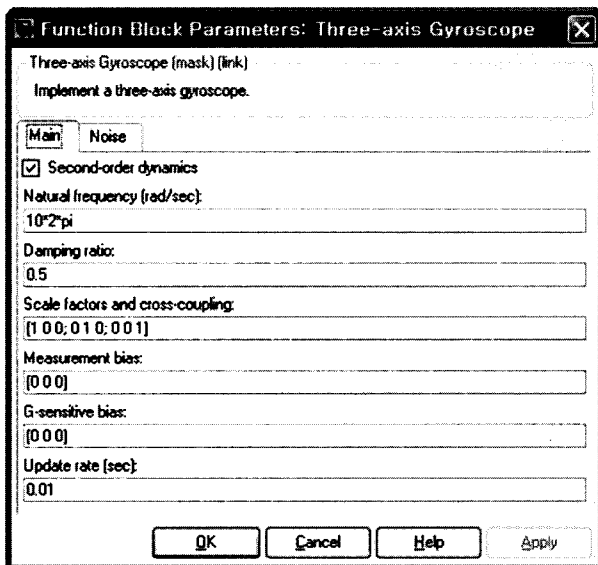 Function Block Parameters: Three-axis Gyroscope
Three-axis Gyroscope (mask) (link)
Implement a three-axis gyroscope.
Main Noise
Second-order dynamics
Natural frequency (rad/sec):
10*2*pi
Damping ratio:
0.5
Scale factors and cross-coupling:
[1 0 0; 0 1 0; 0 0 1]
Measurement bias:
[0 0 0]
G-sensitive bias:
[0 0 0]
Update rate (sec):
0.01
OK Cancel Help Apply